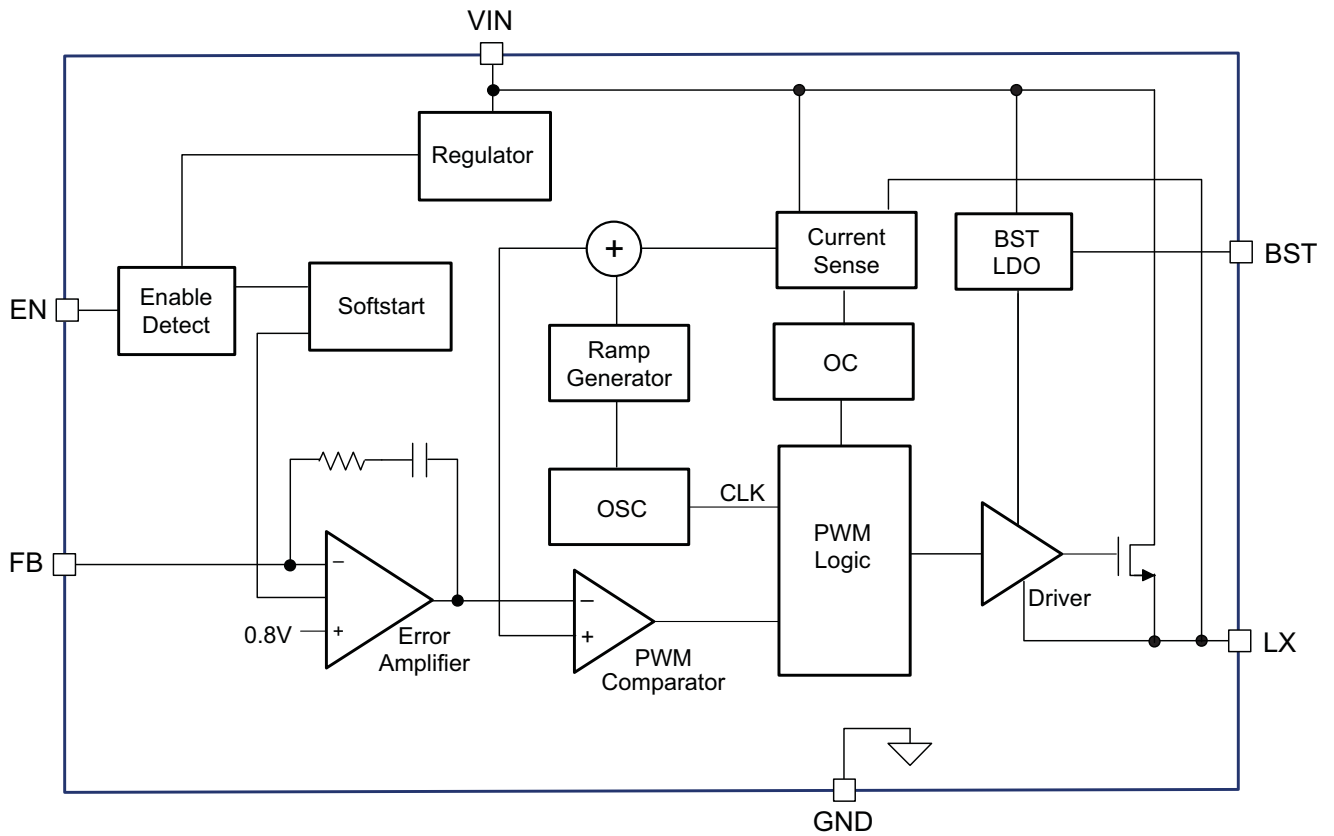 VIN
Regulator
Current
Sense
BST
LDO
BST
+
EN
Enable
Detect
Softstart
Ramp
Generator
OC
OSC
CLK
PWM
Logic
FB
−
−
+
0.8V
+
Error
Amplifier
PWM
Comparator
Driver
LX
GND